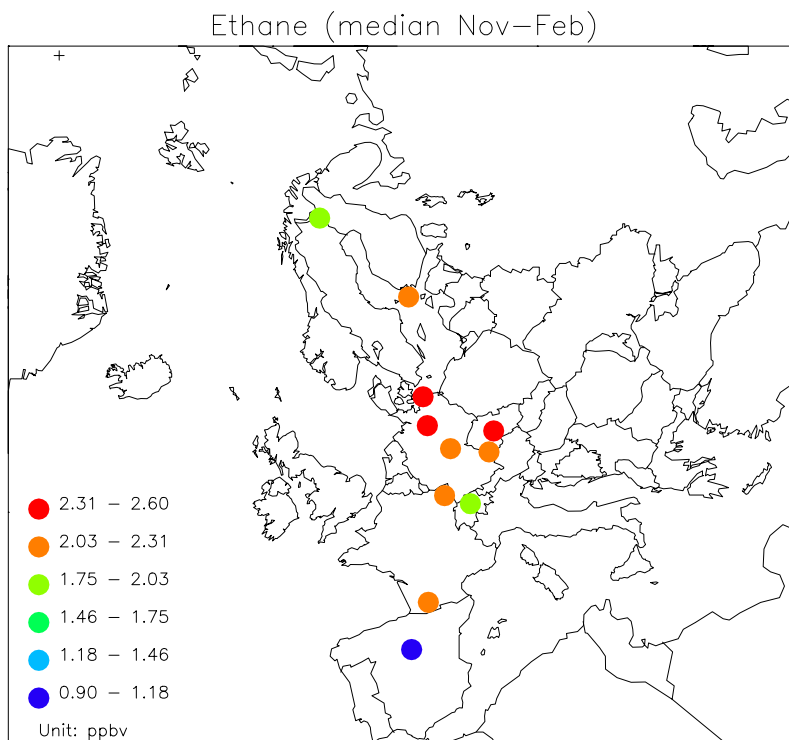 Ethane (median Nov–Feb)
2.31 – 2.60
2.03 – 2.31
1.75 – 2.03
1.46 – 1.75
1.18 – 1.46
0.90 – 1.18
Unit: ppbv